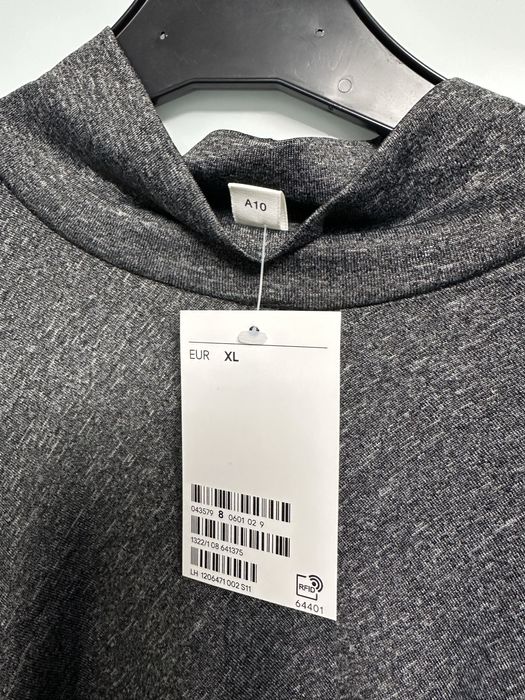 A10
EUR XL
043579 8 0601 02 9
1322/1 08 641375
LH 1206471 002 S11
RFID
64401